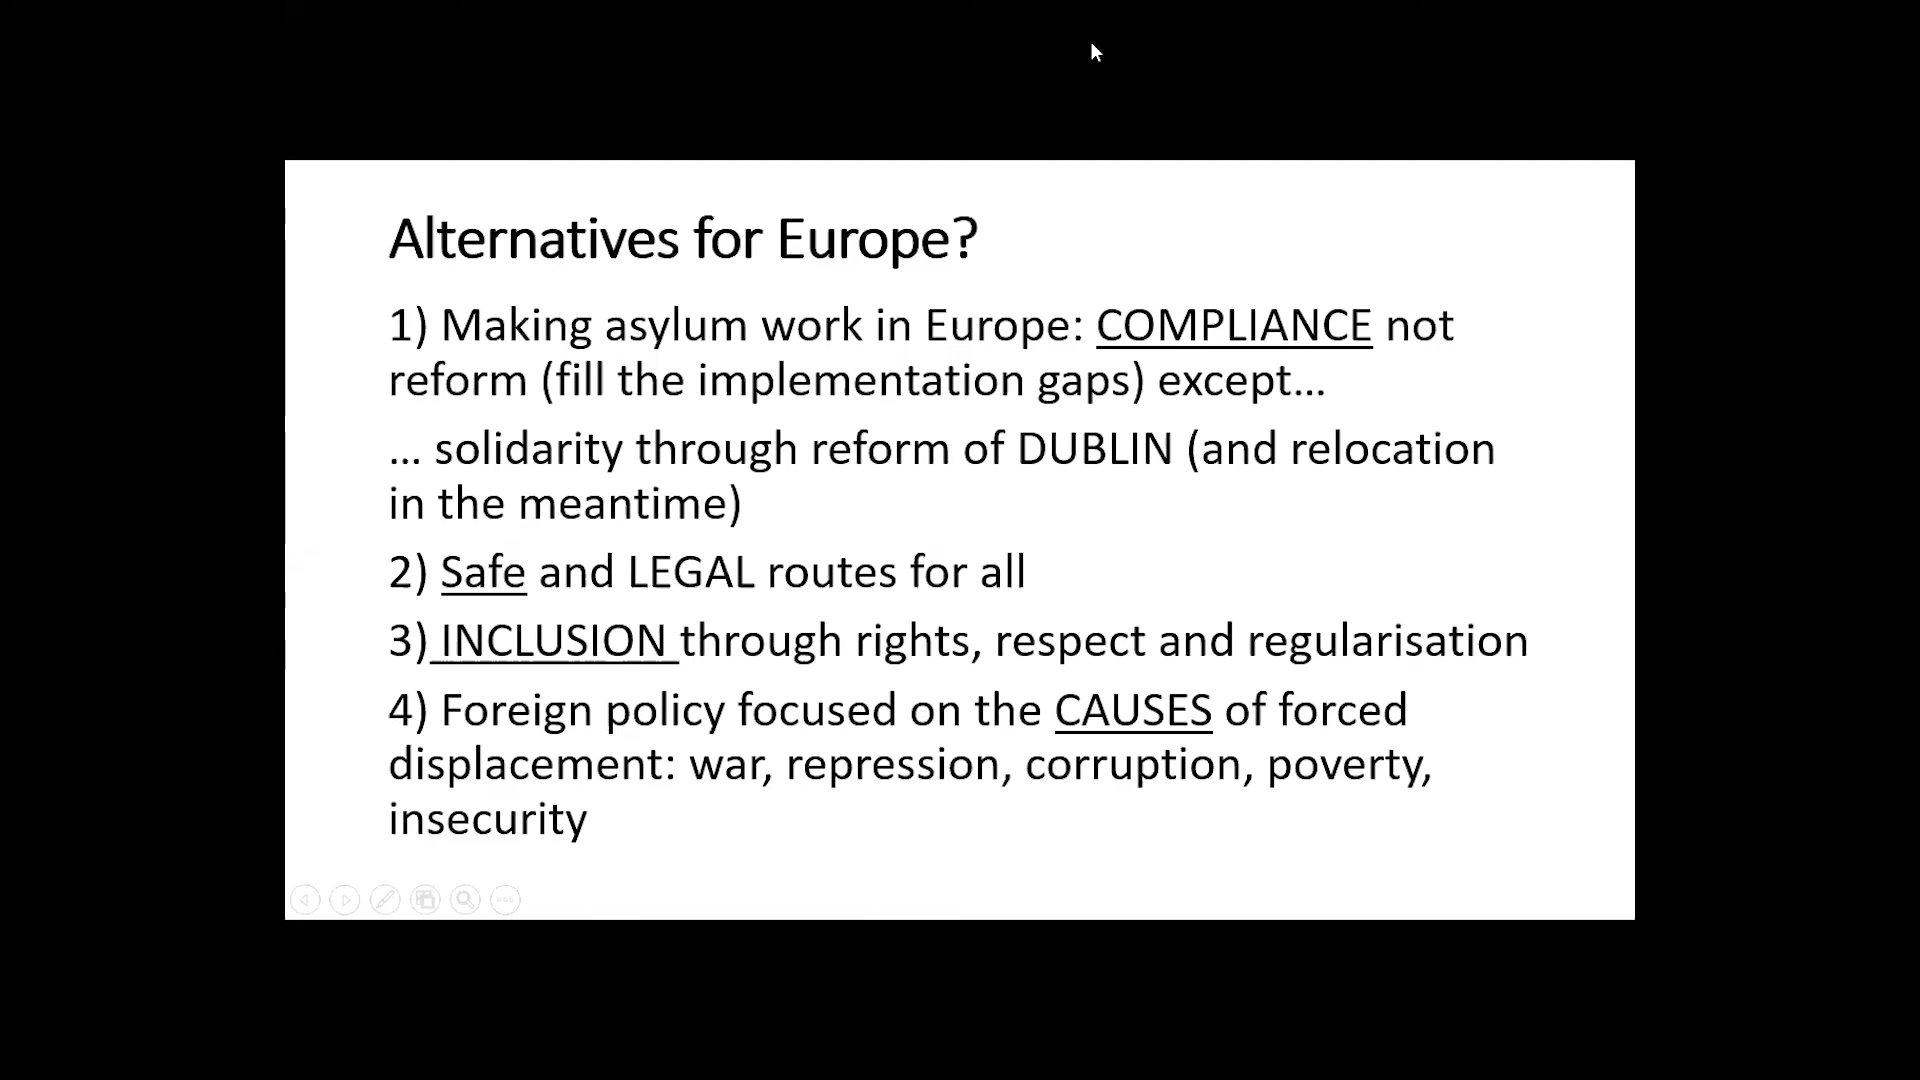 Alternatives for Europe?
1) Making asylum work in Europe: COMPLIANCE not
reform (fill the implementation gaps) except...
... solidarity through reform of DUBLIN (and relocation
in the meantime)
2) Safe and LEGAL routes for all
3) INCLUSION through rights, respect and regularisation
4) Foreign policy focused on the CAUSES of forced
displacement: war, repression, corruption, poverty,
insecurity